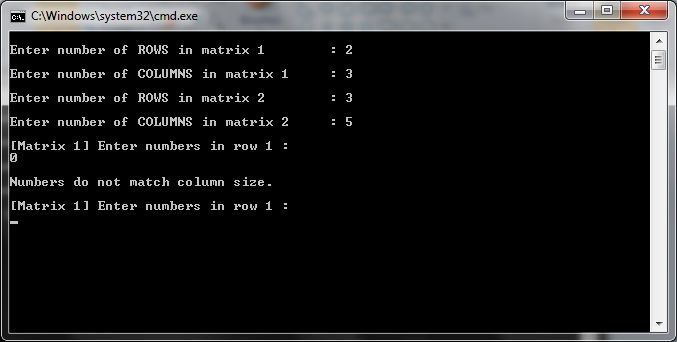 C:\Windows\system32\cmd.exe
Enter number of ROWS in matrix 1 : 2
Enter number of COLUMNS in matrix 1 : 3
Enter number of ROWS in matrix 2 : 3
Enter number of COLUMNS in matrix 2 : 5
[Matrix 1] Enter numbers in row 1 :
0
Numbers do not match column size.
[Matrix 1] Enter numbers in row 1 :